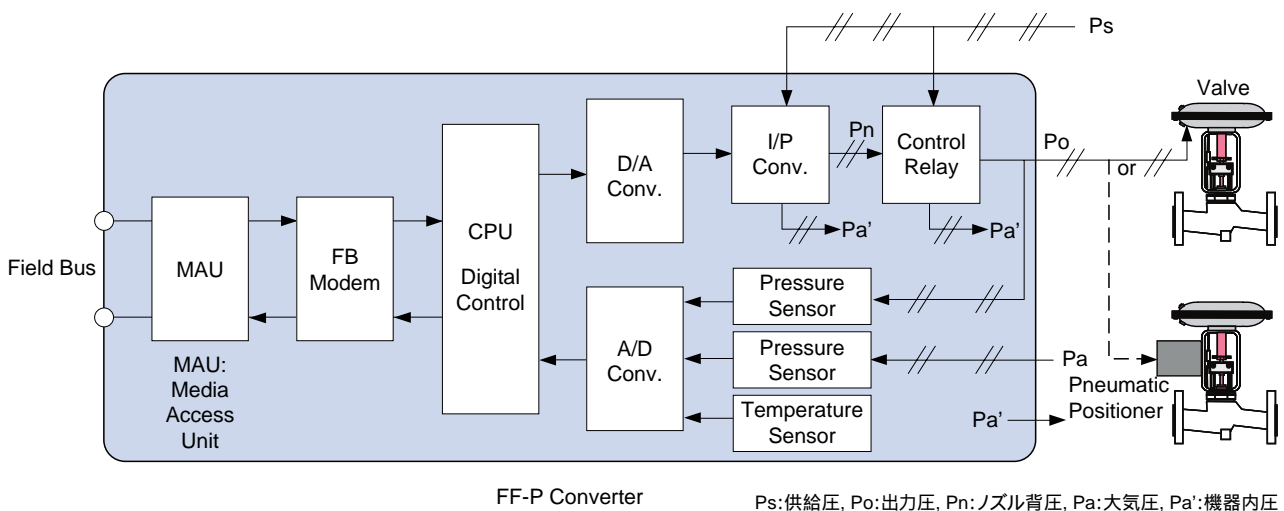 Ps
Valve
D/A
Conv.
I/P
Conv.
Pn
Control
Relay
Po
or
Pa'
Pa'
Field Bus
MAU
FB
Modem
CPU
Digital
Control
A/D
Conv.
Pressure
Sensor
Pressure
Sensor
Temperature
Sensor
Pa
Pneumatic
Positioner
Pa'
MAU:
Media
Access
Unit
FF-P Converter
Ps:供給圧, Po:出力圧, Pn:ノズル背圧, Pa:大気圧, Pa':機器内圧